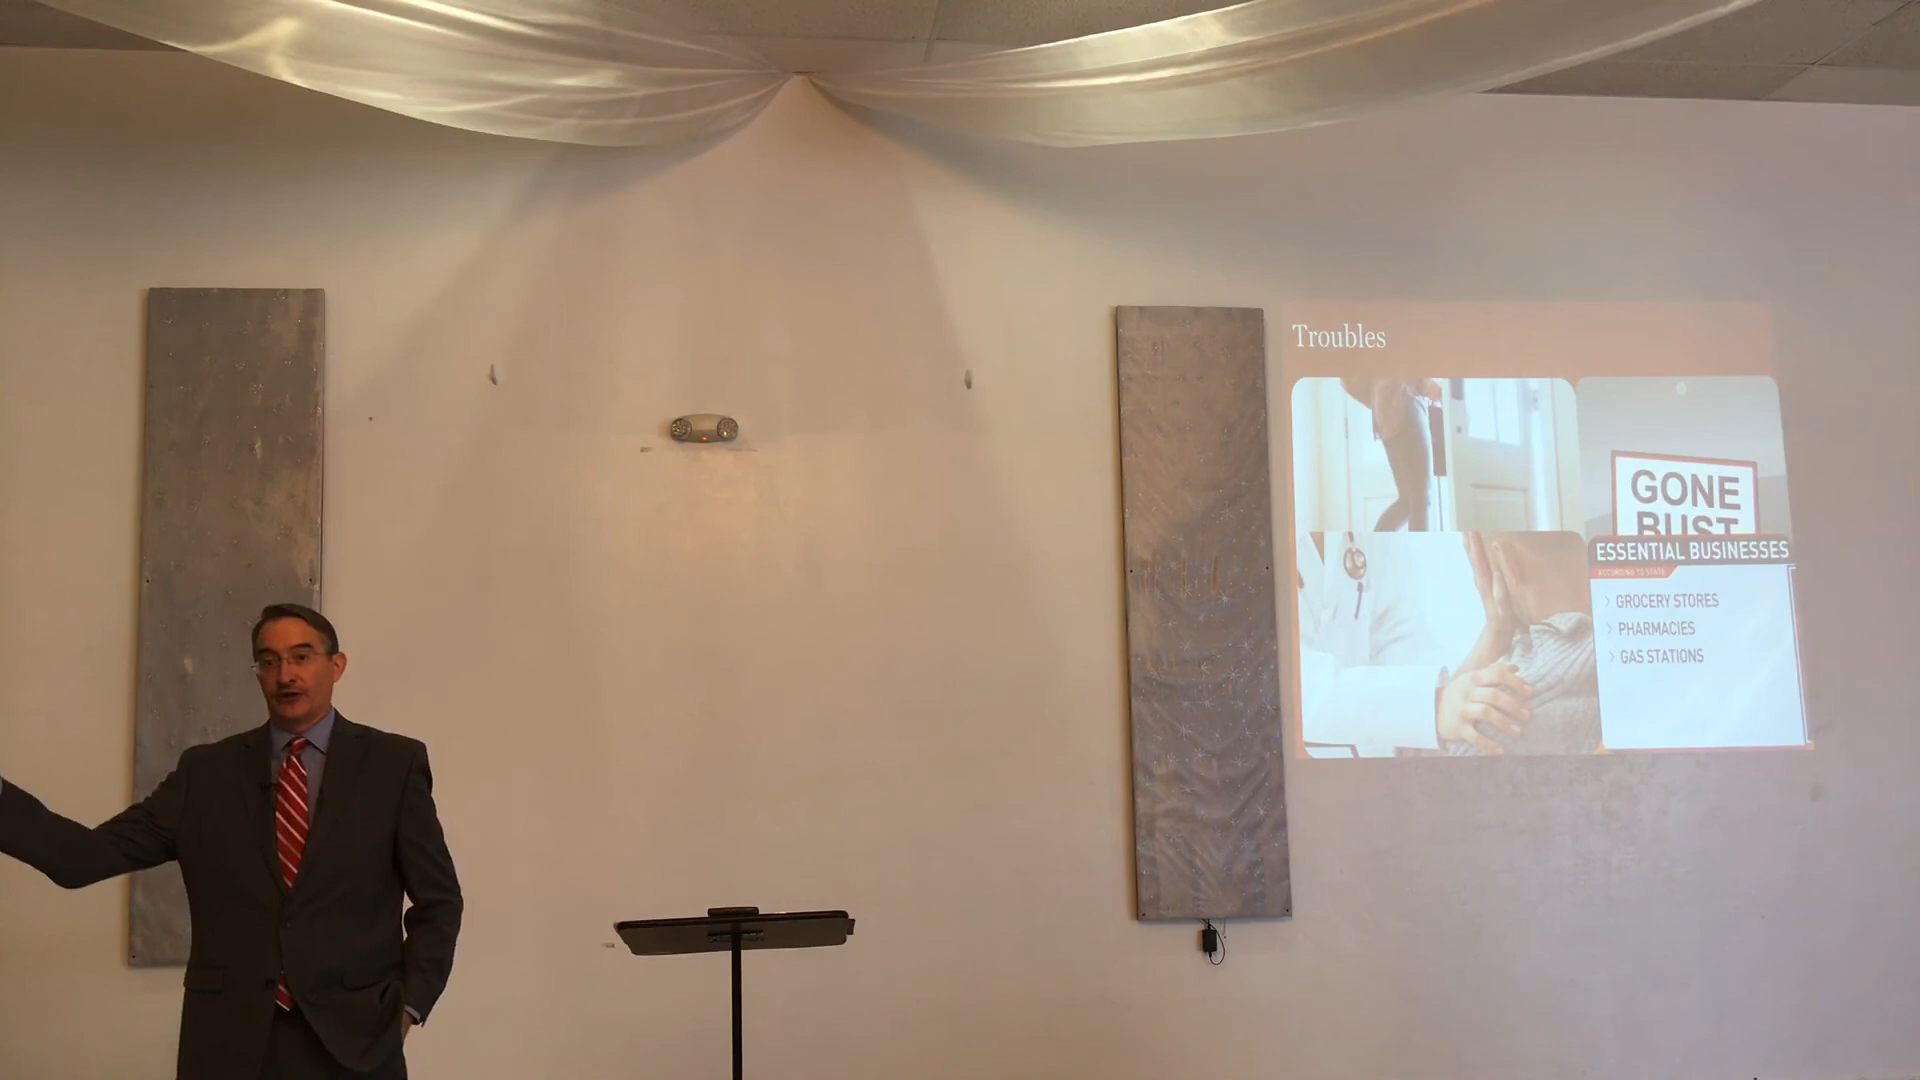 Troubles
GONE
BUST
ESSENTIAL BUSINESSES
ACCORDING TO STATE
> GROCERY STORES
> PHARMACIES
> GAS STATIONS